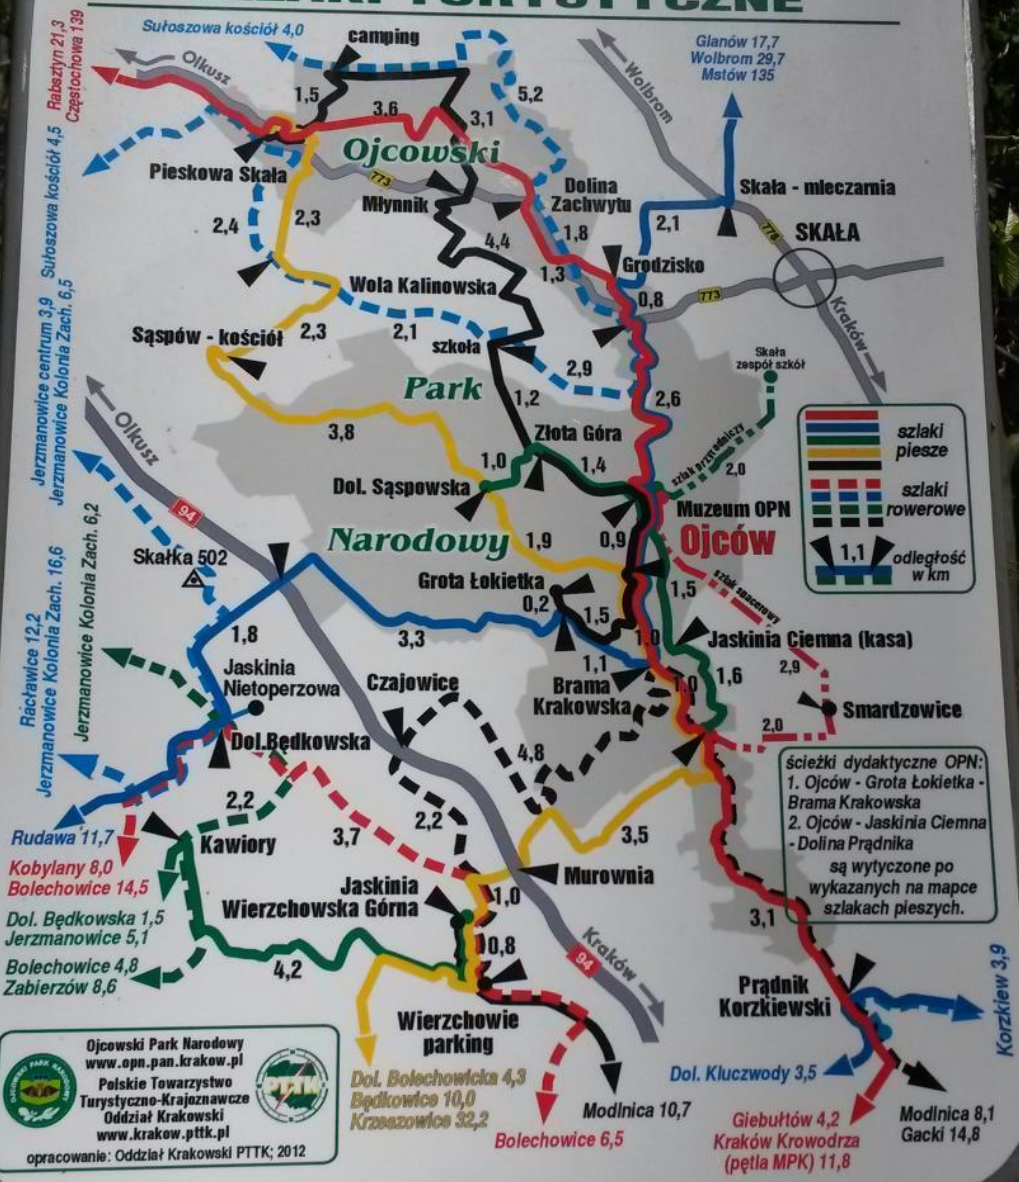 TURYSTYCZNE
Sułoszowa kościół 4,0
Rabsztyn 21,3
Częstochowa 139
Olkusz
camping
Wolbrom
Glanów 17,7
Wolbrom 29,7
Mstów 135
1,5
3,6
3,1
5,2
Ojcowski
Pieskowa Skała
773
Młynnik
Dolina
Zachwytu
Skała - mleczarnia
2,1
778
SKAŁA
Sułoszowa kościół 4,5
2,4
2,3
4,4
1,8
1,3
Grodzisko
0,8
773
Kraków
Wola Kalinowska
Jerzmanowice centrum 3,9
Jerzmanowice Kolonia Zach. 6,5
Sąspów - kościół
2,3
2,1
szkoła
2,9
Skała
zespół szkół
Park
1,2
2,6
Olkusz
3,8
Złota Góra
1,0
1,4
szlak przyrodniczy
2,0
szlaki
piesze
szlaki
rowerowe
1,1
odległość
w km
94
Dol. Sąspowska
Muzeum OPN
Ojców
Narodowy
1,9
0,9
Jerzmanowice Kolonia Zach. 6,2
Skałka 502
Grota Łokietka
0,2
1,5
1,5
szlak spacerowy
Racławice 12,2
Jerzmanowice Kolonia Zach. 16,6
1,8
3,3
1,0
Jaskinia Ciemna (kasa)
1,1
Jaskinia
Nietoperzowa
Czajowice
Brama
Krakowska
1,0
1,6
2,9
Smardzowice
2,0
Dol.Będkowska
4,8
ścieżki dydaktyczne OPN:
1. Ojców - Grota Łokietka -
Brama Krakowska
2. Ojców - Jaskinia Ciemna
- Dolina Prądnika
są wytyczone po
wykazanych na mapce
szlakach pieszych.
2,2
2,2
3,5
Rudawa 11,7
Kobylany 8,0
Bolechowice 14,5
Kawiory
3,7
Murownia
Jaskinia
Wierzchowska Górna
1,0
Dol. Będkowska 1,5
Jerzmanowice 5,1
3,1
0,8
Kraków
94
Bolechowice 4,8
Zabierzów 8,6
4,2
Prądnik
Korzkiewski
Korzkiew 3,9
Wierzchowie
parking
Ojcowski Park Narodowy
www.opn.pan.krakow.pl
Polskie Towarzystwo
Turystyczno-Krajoznawcze
Oddział Krakowski
www.krakow.pttk.pl
opracowanie: Oddział Krakowski PTTK; 2012
OJCOWSKI PARK NARODOWY
PTTK
Dol. Bolechowicka 4,3
Będkowice 10,0
Krzeszowice 32,2
Bolechowice 6,5
Modlnica 10,7
Dol. Kluczwody 3,5
Giebułtów 4,2
Kraków Krowodrza
(pętla MPK) 11,8
Modlnica 8,1
Gacki 14,8